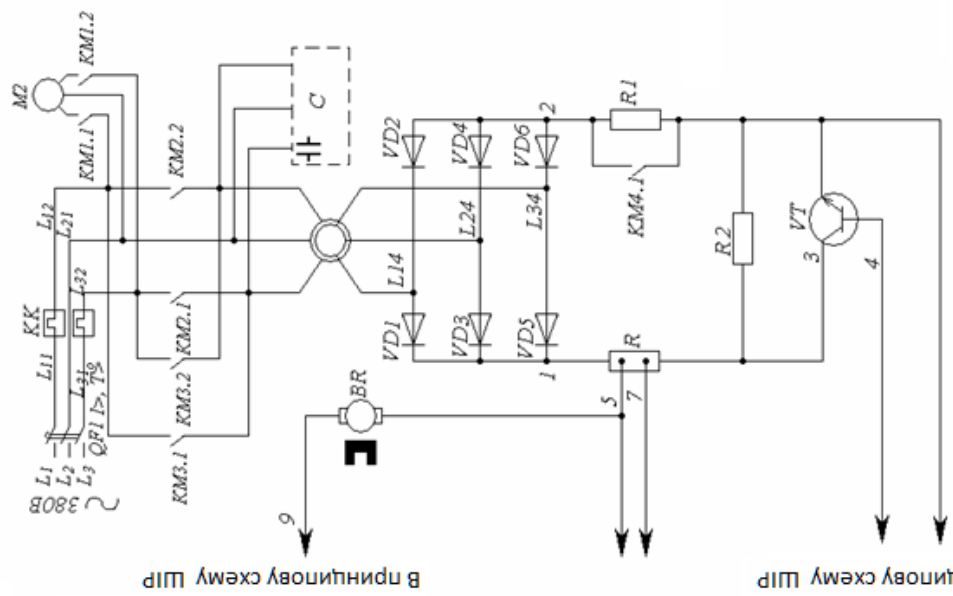 M2
KM1.2
KM1.1
KM2.2
C
L12
L21
L32
KK
L11
L31
QF1 I>, T°>
L1
L2
L3
~ 380В
KM2.1
KM3.2
KM3.1
L14
L24
L34
VD2
VD4
VD6
VD1
VD3
VD5
2
1
R1
KM4.1
R2
VT
3
4
R
5
7
BR
9
В принципову схему ШІР
ципову схему ШІР